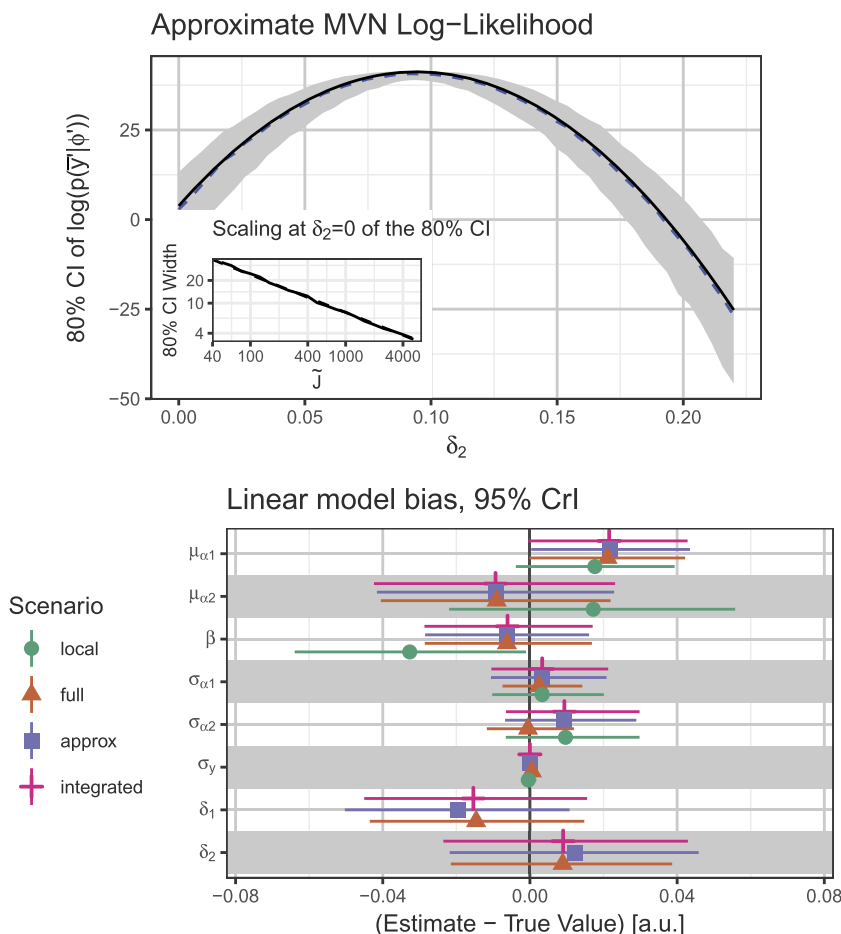 Approximate MVN Log−Likelihood
80% CI of log(p(y̅'|ϕ'))
25
0
−25
−50
Scaling at δ₂=0 of the 80% CI
80% CI Width
20
10
4
40 100 400 1000 4000
J̃
0.00 0.05 0.10 0.15 0.20
δ₂
Linear model bias, 95% CrI
Scenario
local
full
approx
integrated
μα1
μα2
β
σα1
σα2
σy
δ₁
δ₂
−0.08 −0.04 0.00 0.04 0.08
(Estimate − True Value) [a.u.]